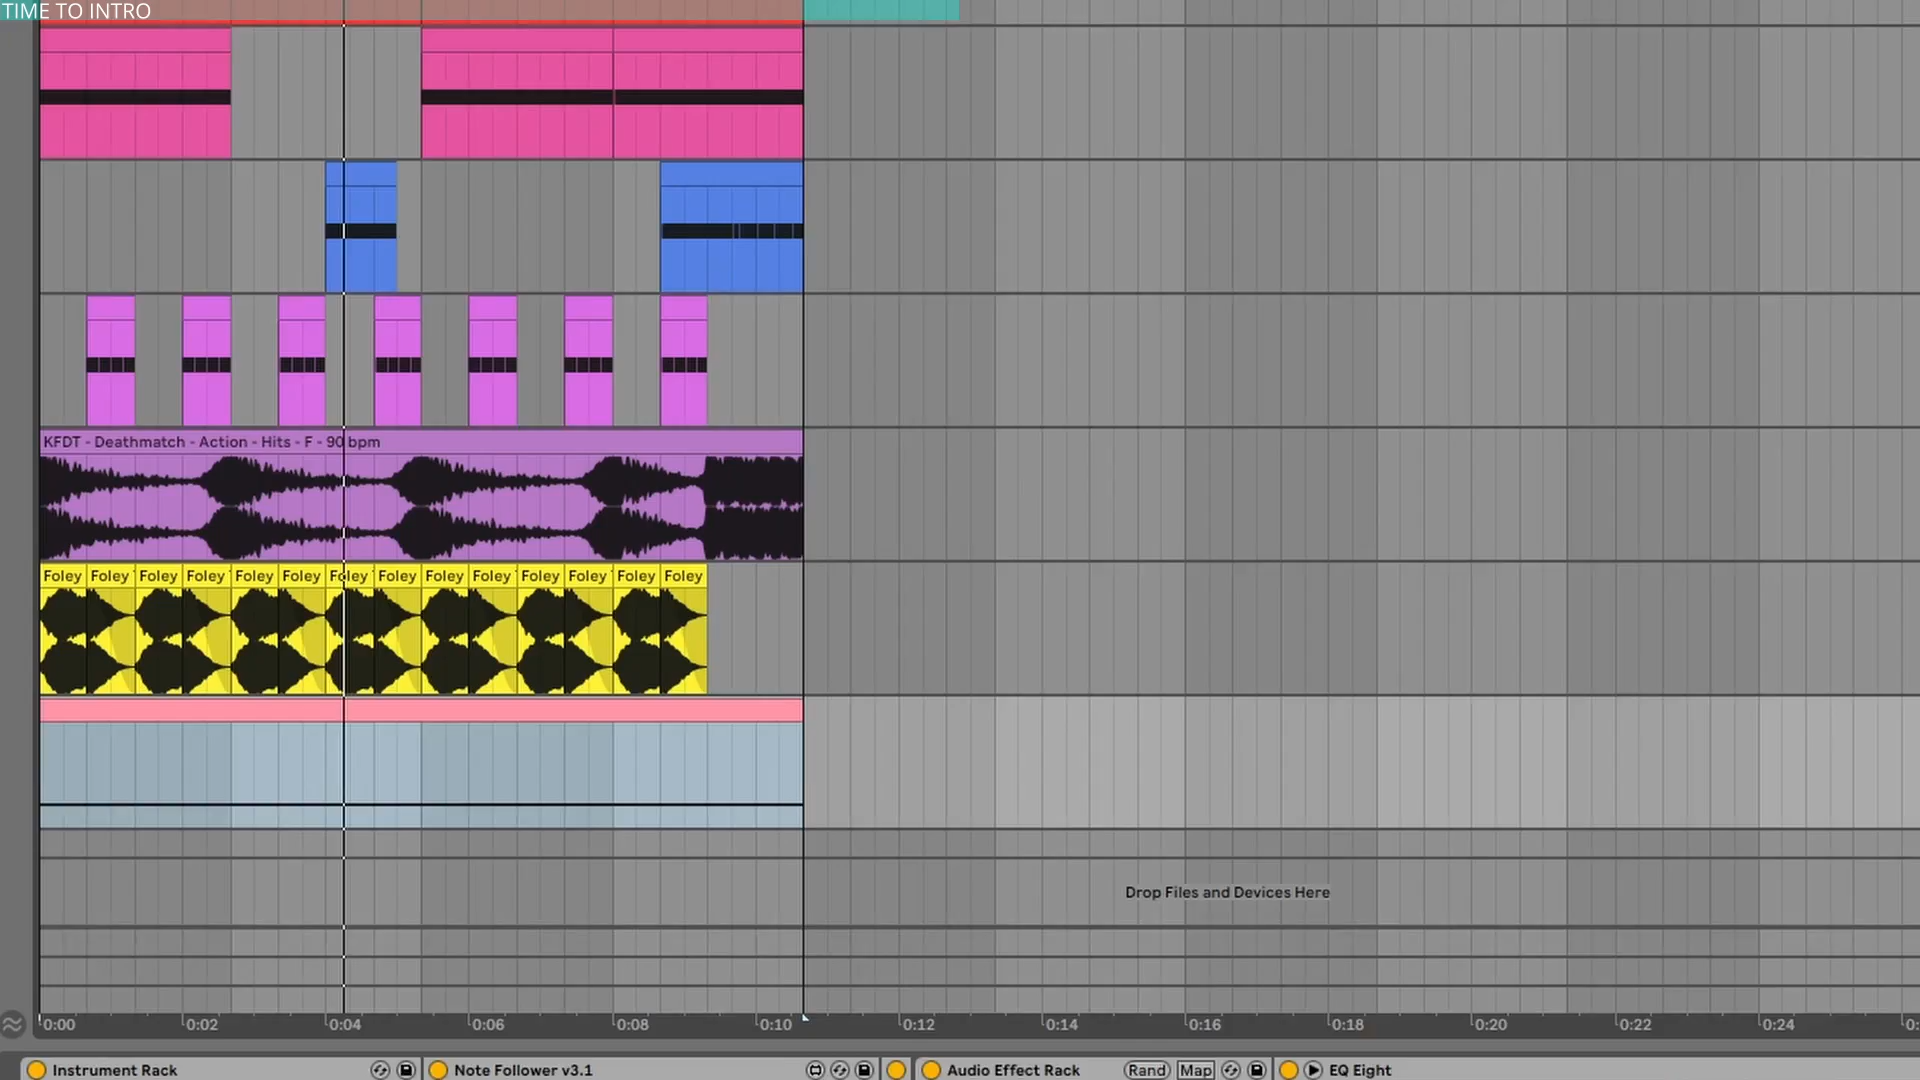 TIME TO INTRO
KFDT - Deathmatch - Action - Hits - F - 90 bpm
Foley Foley Foley Foley Foley Foley Foley Foley Foley Foley Foley Foley Foley Foley
Drop Files and Devices Here
0:00 0:02 0:04 0:06 0:08 0:10 0:12 0:14 0:16 0:18 0:20 0:22 0:24 0:
Instrument Rack Note Follower v3.1 Audio Effect Rack Rand Map EQ Eight